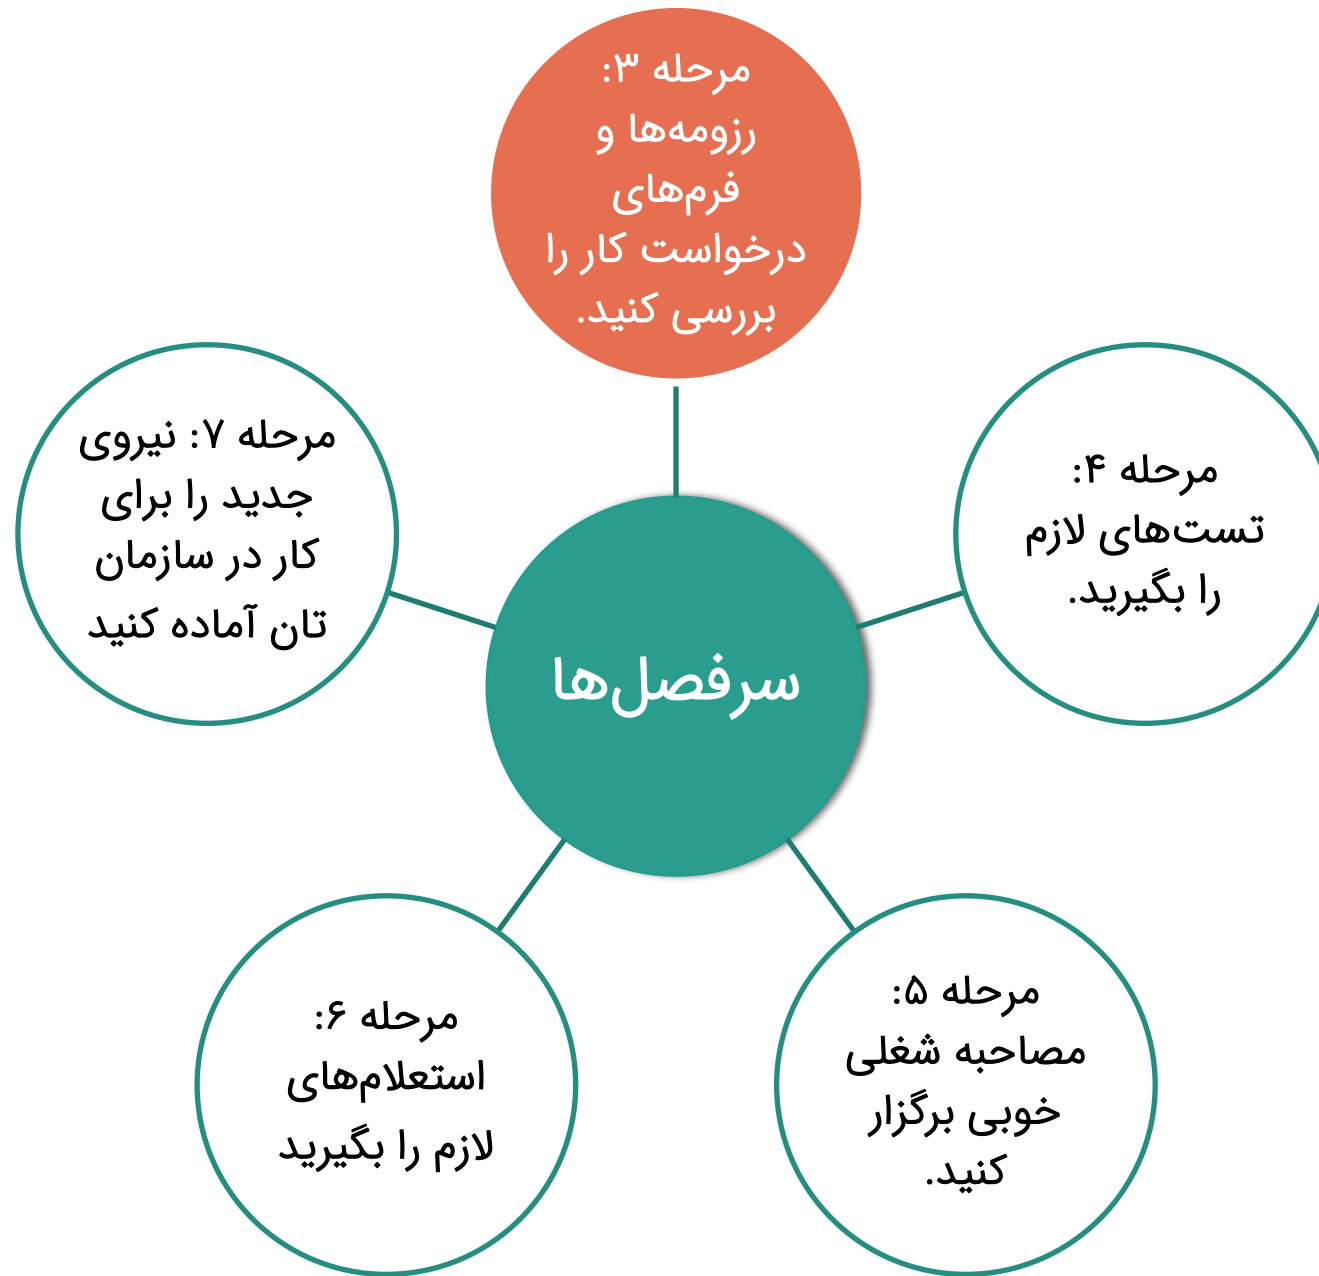 مرحله ۳:
رزومه‌ها و
فرم‌های
درخواست کار را
بررسی کنید.
مرحله ۴:
تست‌های لازم
را بگیرید.
مرحله ۵:
مصاحبه شغلی
خوبی برگزار
کنید.
مرحله ۶:
استعلام‌های
لازم را بگیرید
مرحله ۷: نیروی
جدید را برای
کار در سازمان
تان آماده کنید
سرفصل‌ها